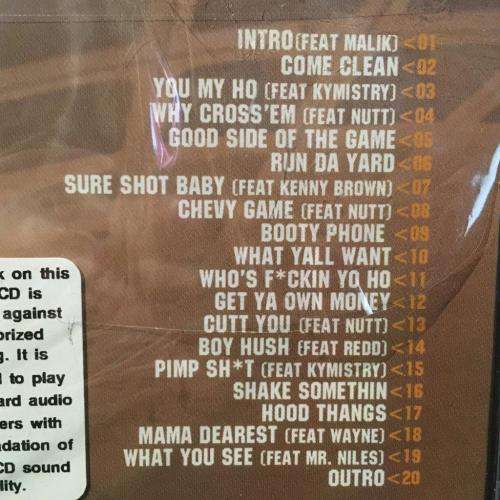 INTRO(FEAT MALIK) <01
COME CLEAN <02
YOU MY HO (FEAT KYMISTRY) <03
WHY CROSS'EM (FEAT NUTT) <04
GOOD SIDE OF THE GAME <05
RUN DA YARD <06
SURE SHOT BABY (FEAT KENNY BROWN) <07
CHEVY GAME (FEAT NUTT) <08
BOOTY PHONE <09
WHAT YALL WANT <10
WHO'S F*CKIN YO HO <11
GET YA OWN MONEY <12
CUTT YOU (FEAT NUTT) <13
BOY HUSH (FEAT REDD) <14
PIMP SH*T (FEAT KYMISTRY) <15
SHAKE SOMETHIN <16
HOOD THANGS <17
MAMA DEAREST (FEAT WAYNE) <18
WHAT YOU SEE (FEAT MR. NILES) <19
OUTRO <20
k on this
CD is
against
orized
g. It is
l to play
ard audio
ers with
adation of
CD sound
lity.